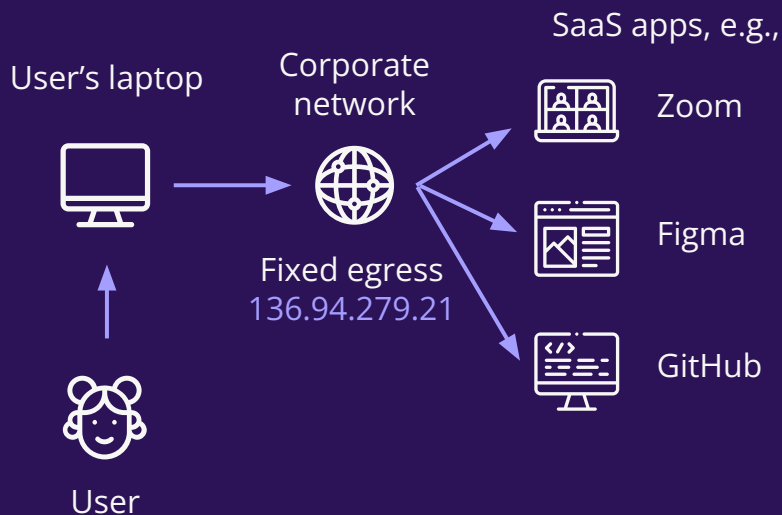 SaaS apps, e.g.,
User’s laptop
Corporate
network
Zoom
Figma
Fixed egress
136.94.279.21
GitHub
User